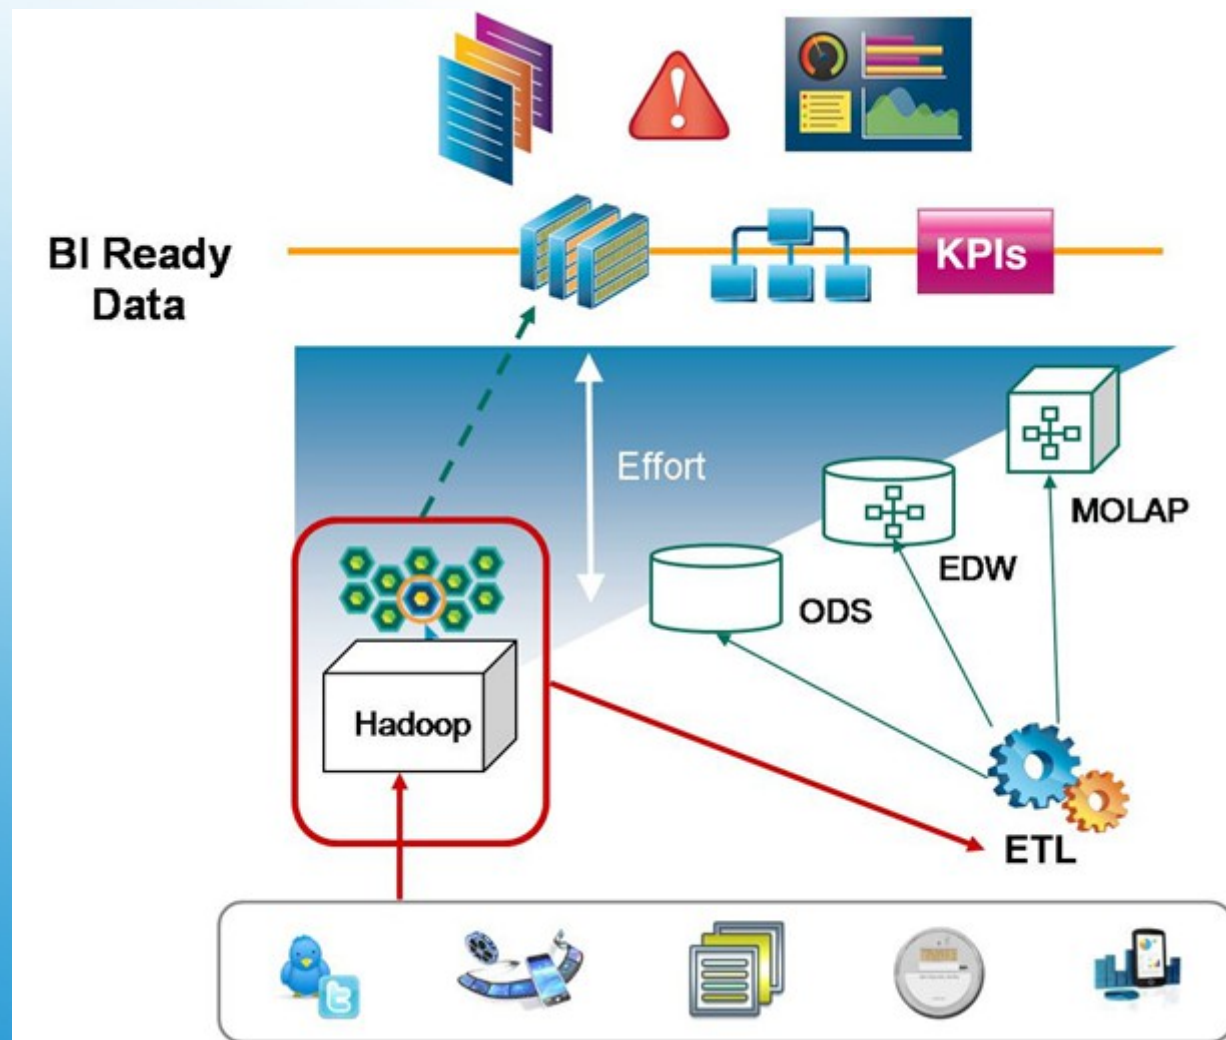 BI Ready
Data
KPIs
Effort
MOLAP
EDW
ODS
Hadoop
ETL